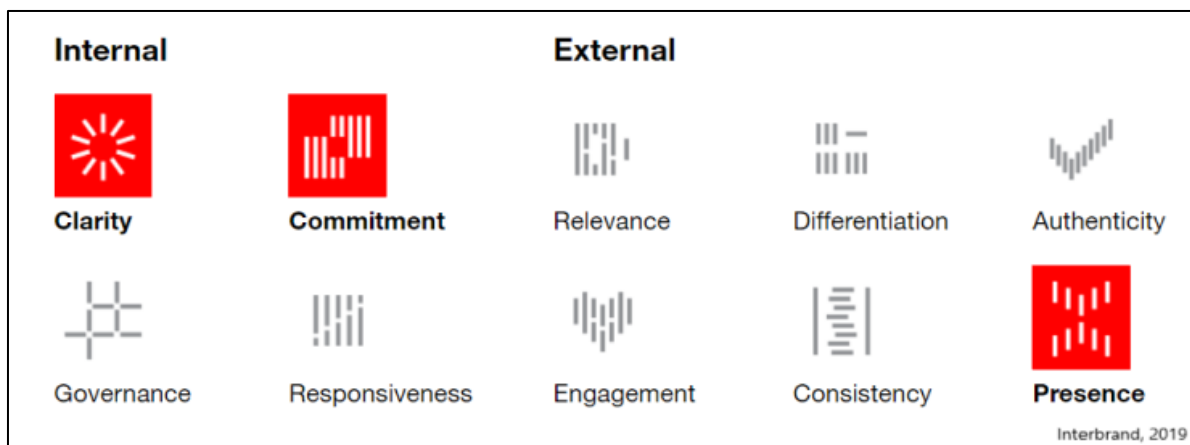 Internal External
Clarity Commitment Relevance Differentiation Authenticity
Governance Responsiveness Engagement Consistency Presence
Interbrand, 2019